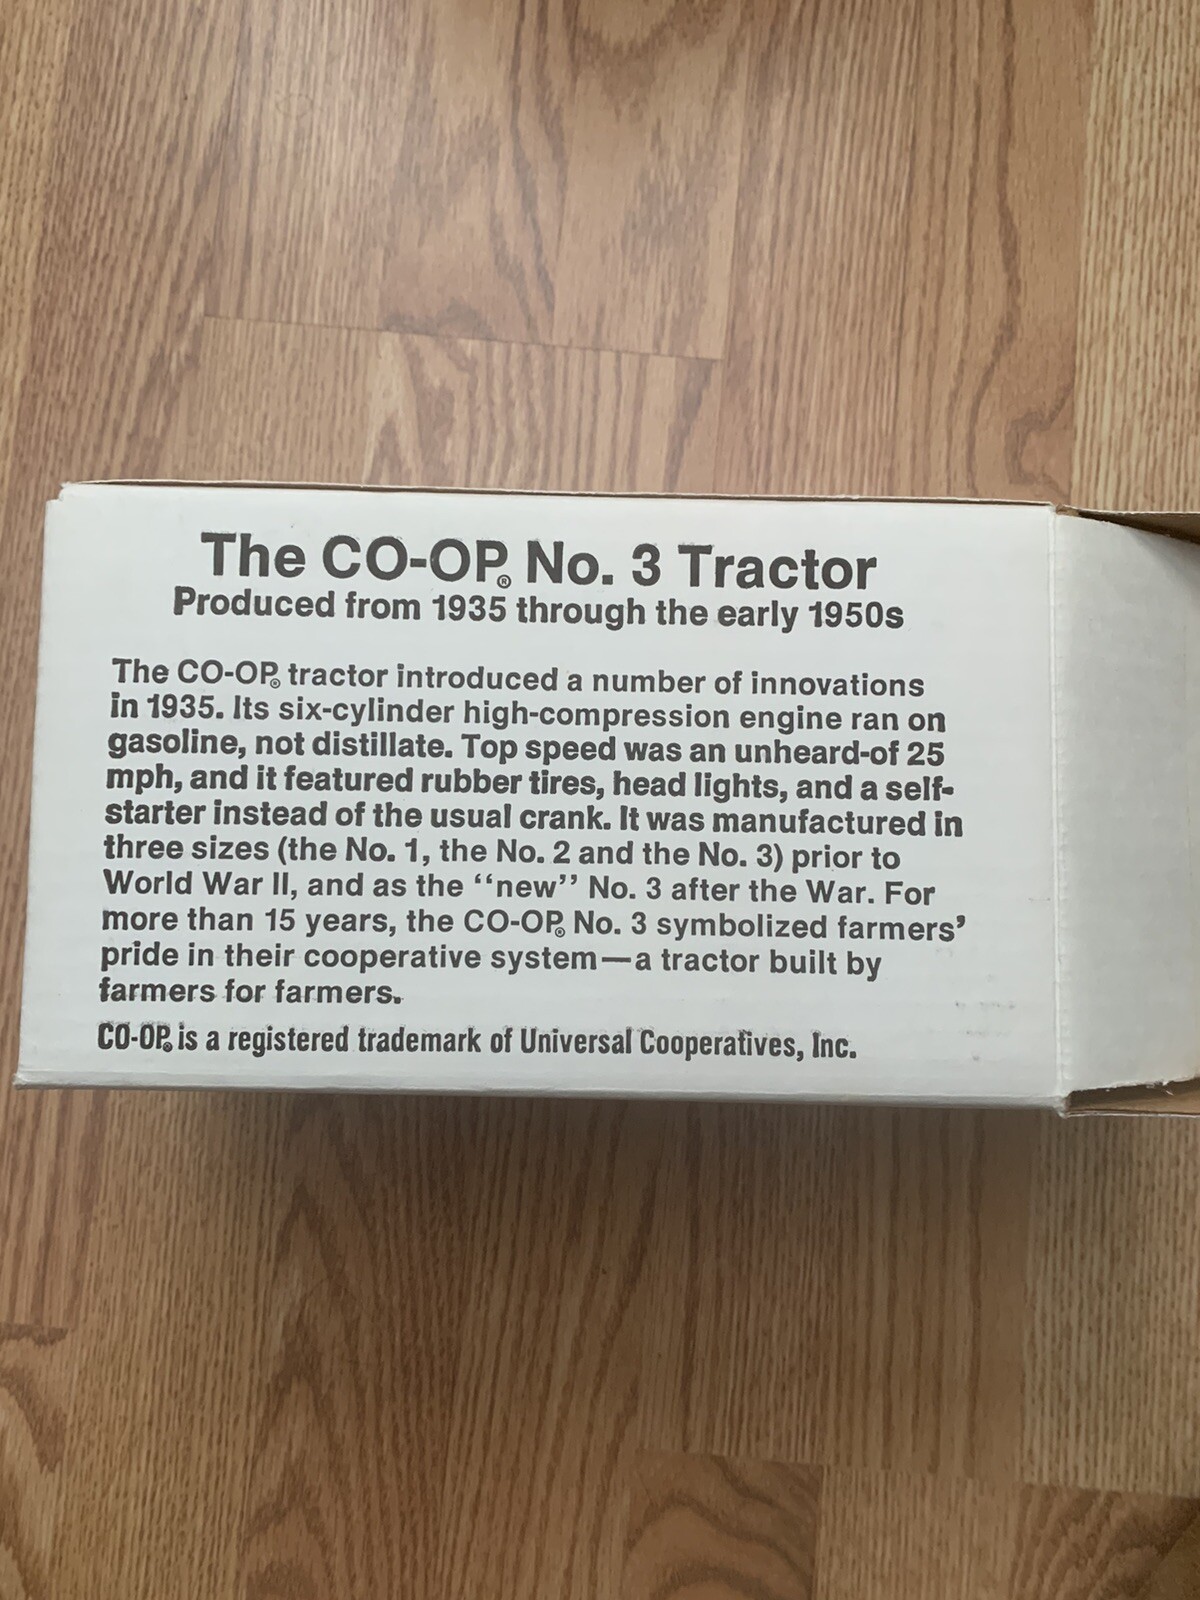 The CO-OP® No. 3 Tractor
Produced from 1935 through the early 1950s
The CO-OP® tractor introduced a number of innovations
in 1935. Its six-cylinder high-compression engine ran on
gasoline, not distillate. Top speed was an unheard-of 25
mph, and it featured rubber tires, head lights, and a self-
starter instead of the usual crank. It was manufactured in
three sizes (the No. 1, the No. 2 and the No. 3) prior to
World War II, and as the “new” No. 3 after the War. For
more than 15 years, the CO-OP® No. 3 symbolized farmers’
pride in their cooperative system—a tractor built by
farmers for farmers.
CO-OP® is a registered trademark of Universal Cooperatives, Inc.